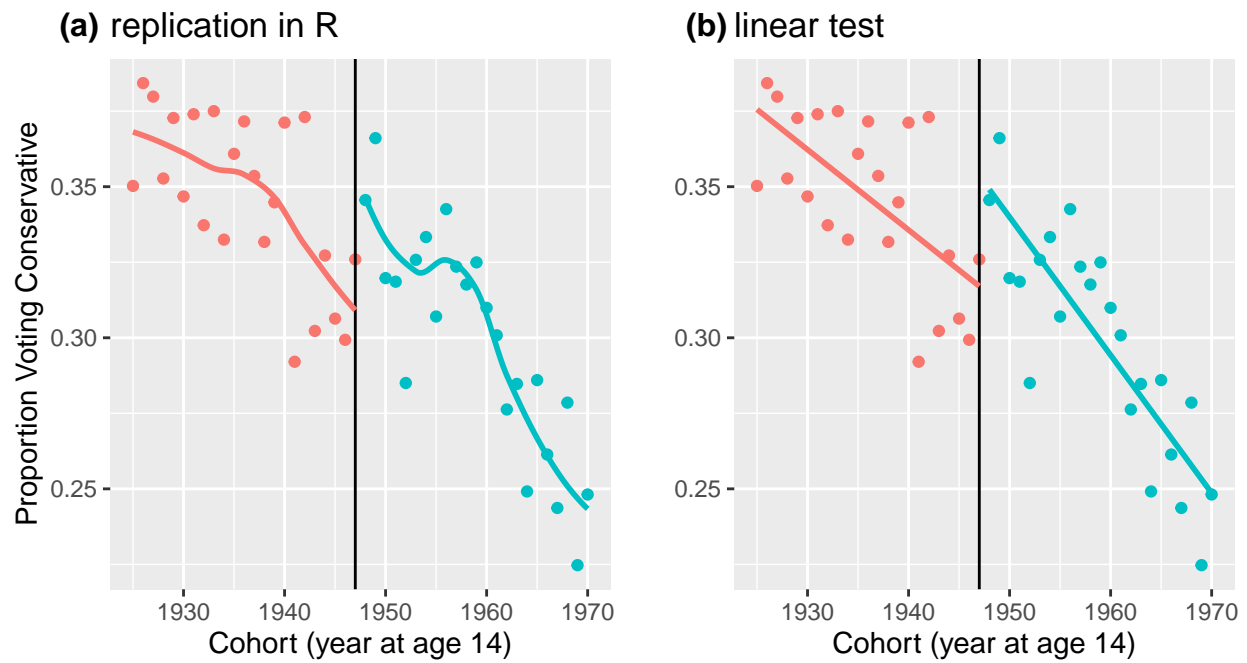 (a) replication in R
(b) linear test
Proportion Voting Conservative
0.35
0.30
0.25
1930 1940 1950 1960 1970
Cohort (year at age 14)
0.35
0.30
0.25
1930 1940 1950 1960 1970
Cohort (year at age 14)